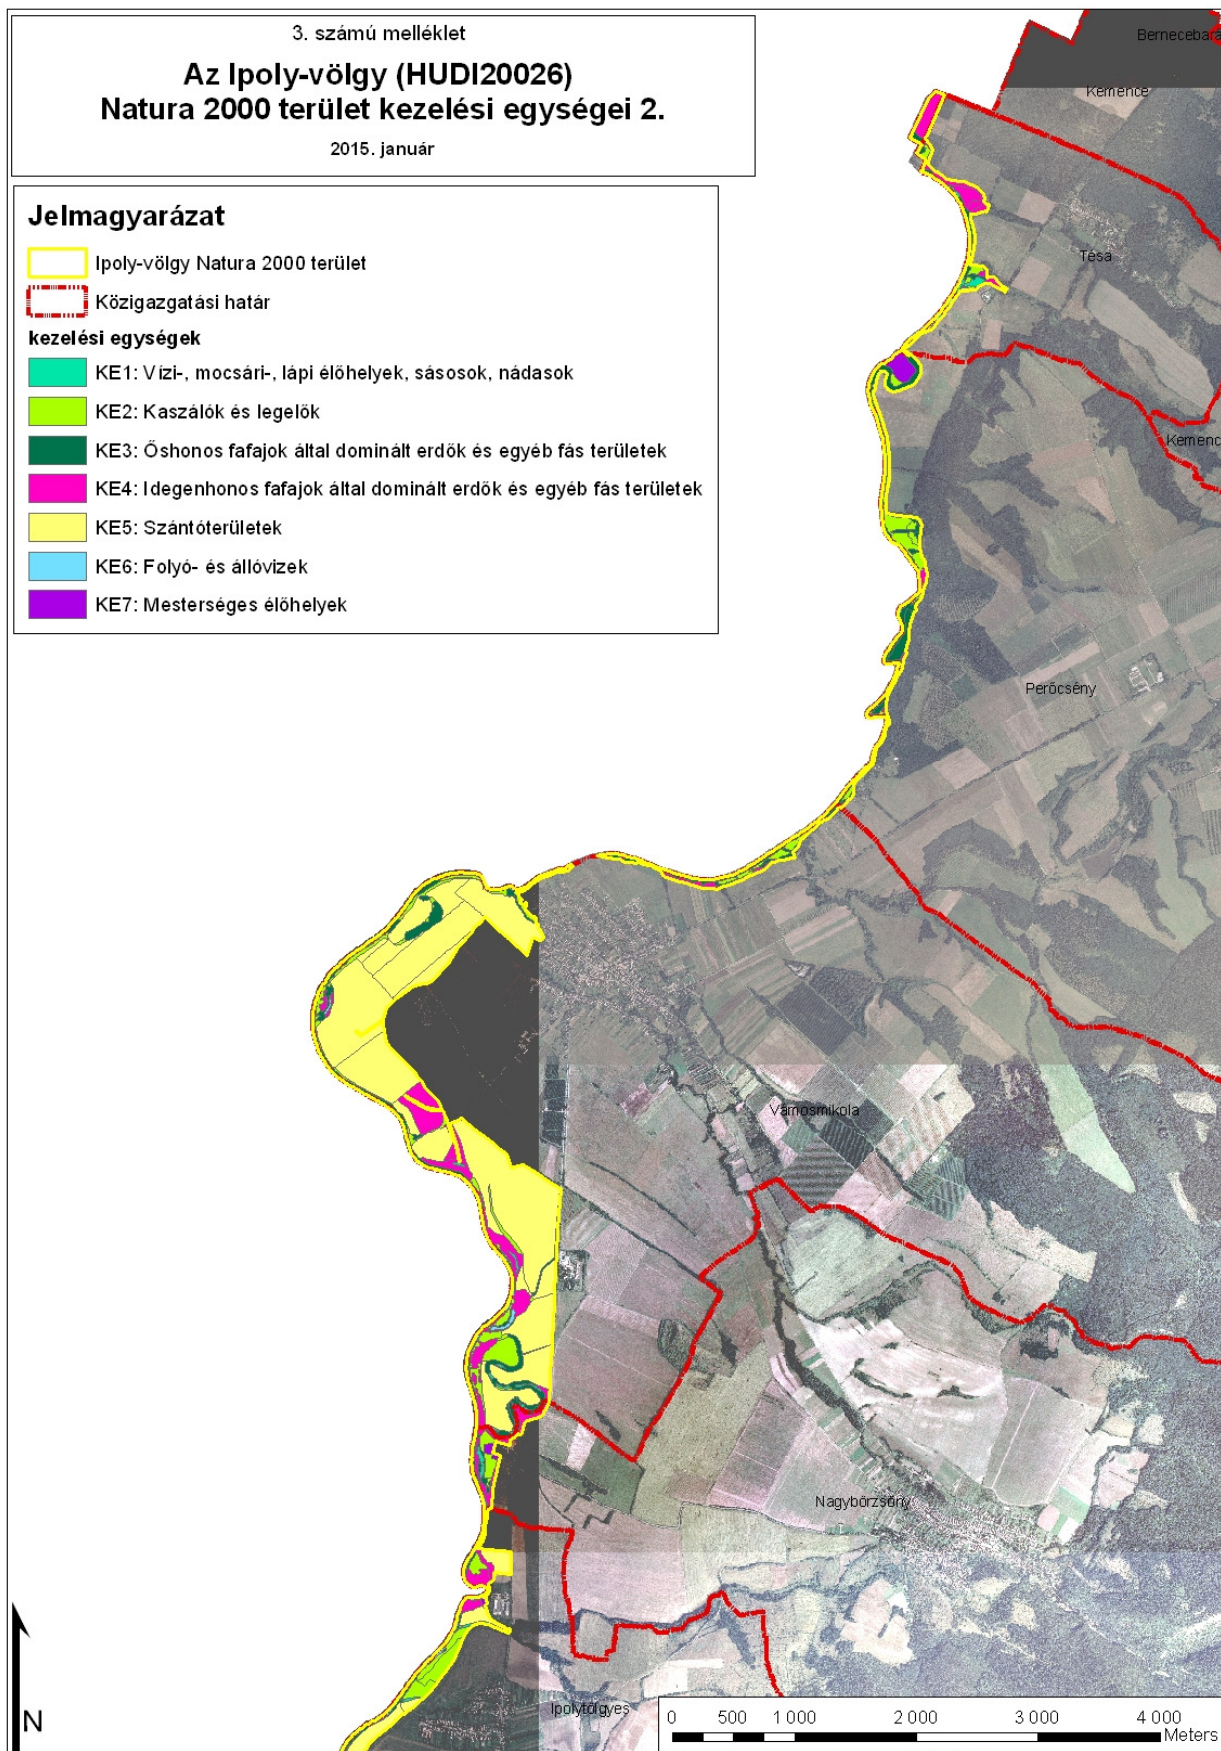 3. számú melléklet
Az Ipoly-völgy (HUDI20026)
Natura 2000 terület kezelési egységei 2.
2015. január
Jelmagyarázat
Ipoly-völgy Natura 2000 terület
Közigazgatási határ
kezelési egységek
KE1: Vízi-, mocsári-, lápi élőhelyek, sásosok, nádasok
KE2: Kaszálók és legelők
KE3: Őshonos fafajok által dominált erdők és egyéb fás területek
KE4: Idegenhonos fafajok által dominált erdők és egyéb fás területek
KE5: Szántóterületek
KE6: Folyó- és állóvizek
KE7: Mesterséges élőhelyek
Bernecebara
Kemence
Tésa
Kemenc
Perőcsény
Vámosmikola
Nagybörzsöny
Ipolytölgyes
N
0 500 1 000 2 000 3 000 4 000
Meters